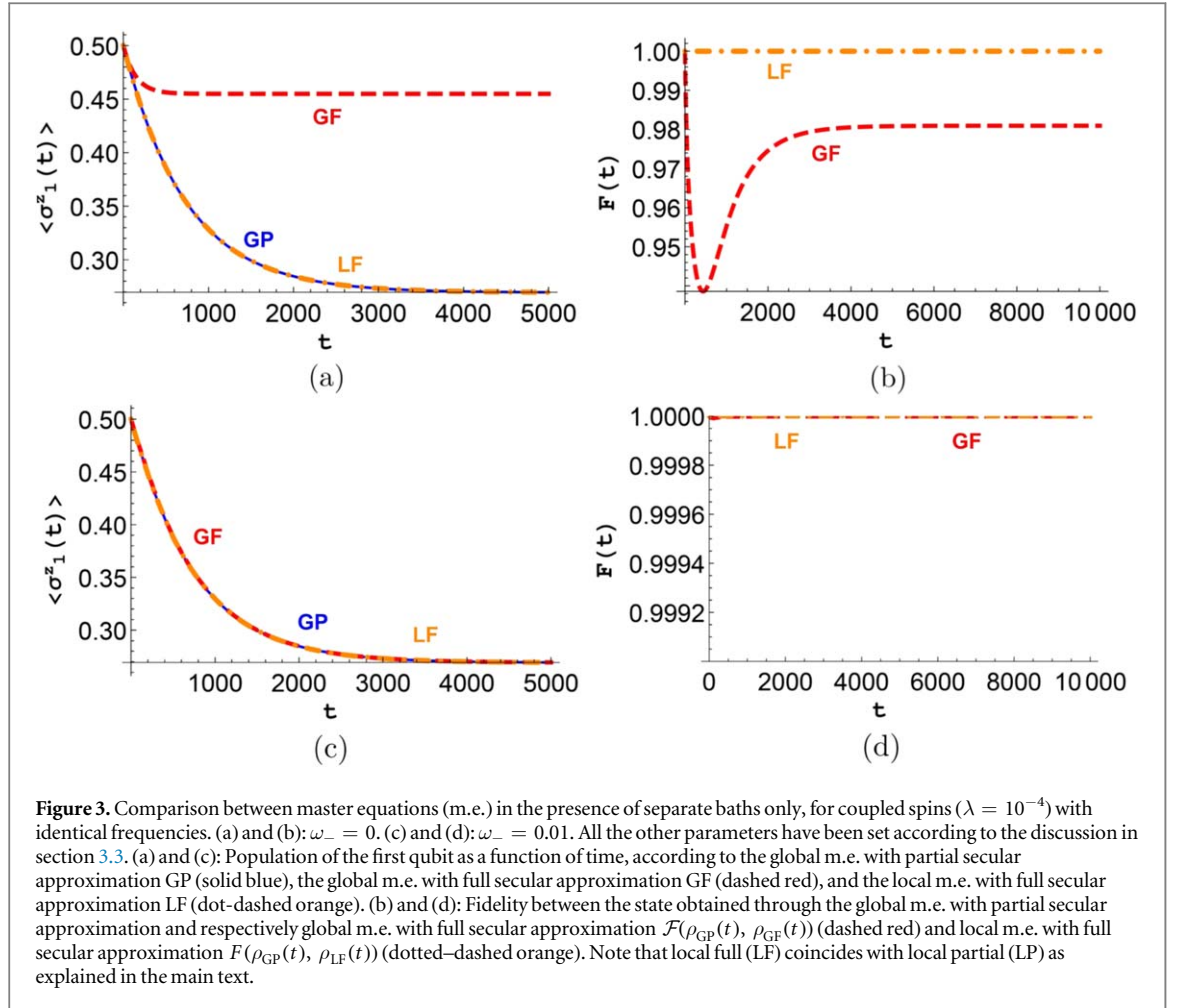 0.50
0.45
0.40
0.35
0.30
<σᶻ₁(t)>
GF
GP
LF
1000 2000 3000 4000 5000
t
(a)
1.00
0.99
0.98
0.97
0.96
0.95
F(t)
LF
GF
2000 4000 6000 8000 10 000
t
(b)
0.50
0.45
0.40
0.35
0.30
<σᶻ₁(t)>
GF
GP
LF
1000 2000 3000 4000 5000
t
(c)
1.0000
0.9998
0.9996
0.9994
0.9992
F(t)
LF
GF
0 2000 4000 6000 8000 10 000
t
(d)
Figure 3. Comparison between master equations (m.e.) in the presence of separate baths only, for coupled spins (λ = 10⁻⁴) with
identical frequencies. (a) and (b): ω₋ = 0. (c) and (d): ω₋ = 0.01. All the other parameters have been set according to the discussion in
section 3.3. (a) and (c): Population of the first qubit as a function of time, according to the global m.e. with partial secular
approximation GP (solid blue), the global m.e. with full secular approximation GF (dashed red), and the local m.e. with full secular
approximation LF (dot-dashed orange). (b) and (d): Fidelity between the state obtained through the global m.e. with partial secular
approximation and respectively global m.e. with full secular approximation ℱ(ρGP(t), ρGF(t)) (dashed red) and local m.e. with full
secular approximation F(ρGP(t), ρLF(t)) (dotted–dashed orange). Note that local full (LF) coincides with local partial (LP) as
explained in the main text.